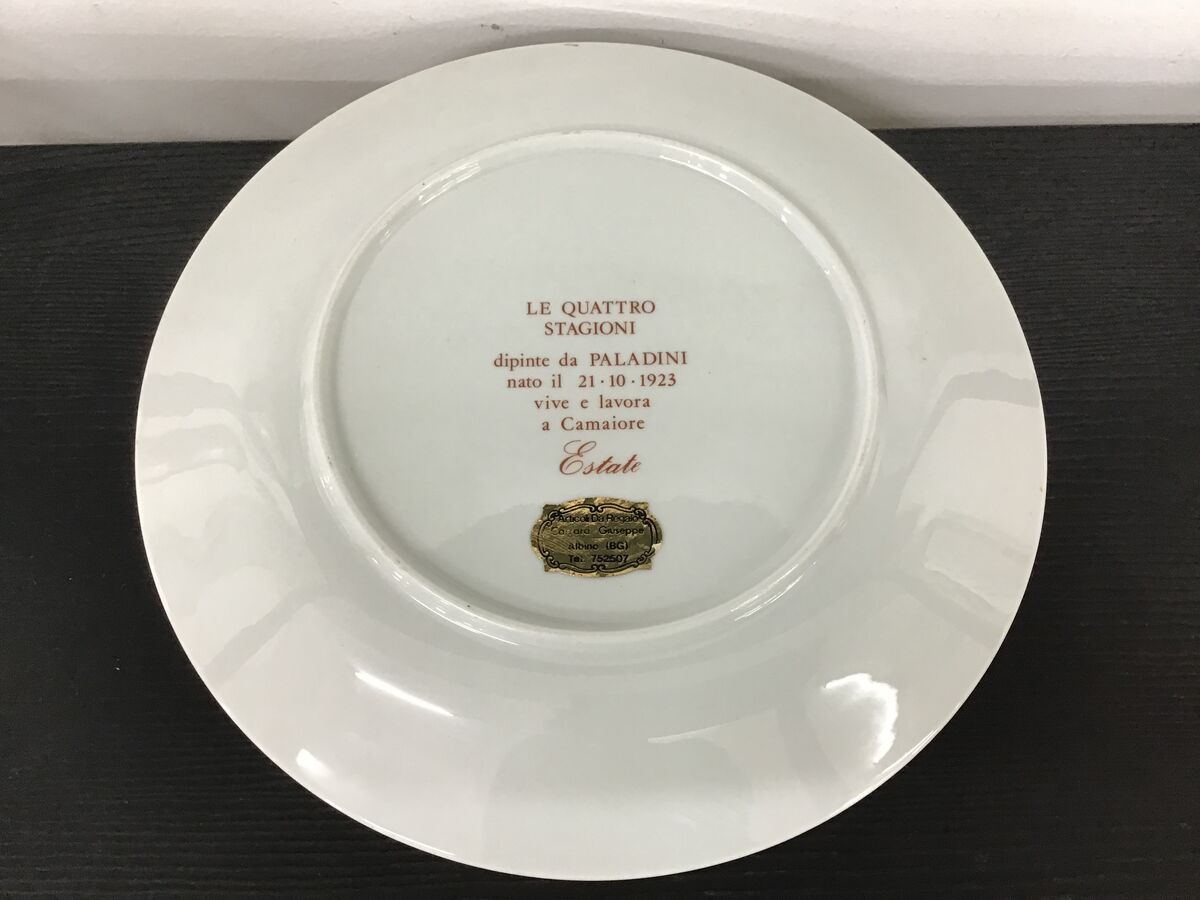 LE QUATTRO
STAGIONI
dipinte da PALADINI
nato il 21·10·1923
vive e lavora
a Camaiore
Estate
Articoli Da Regalo
Giuseppe
Albino (BG)
Tel. 752507